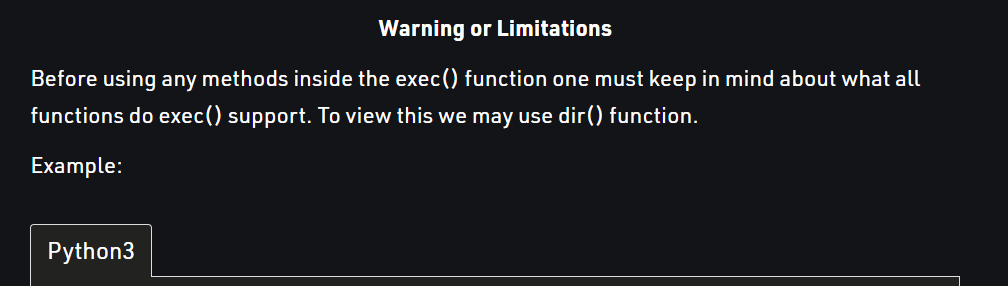 Warning or Limitations
Before using any methods inside the exec() function one must keep in mind about what all
functions do exec() support. To view this we may use dir() function.
Example:
Python3